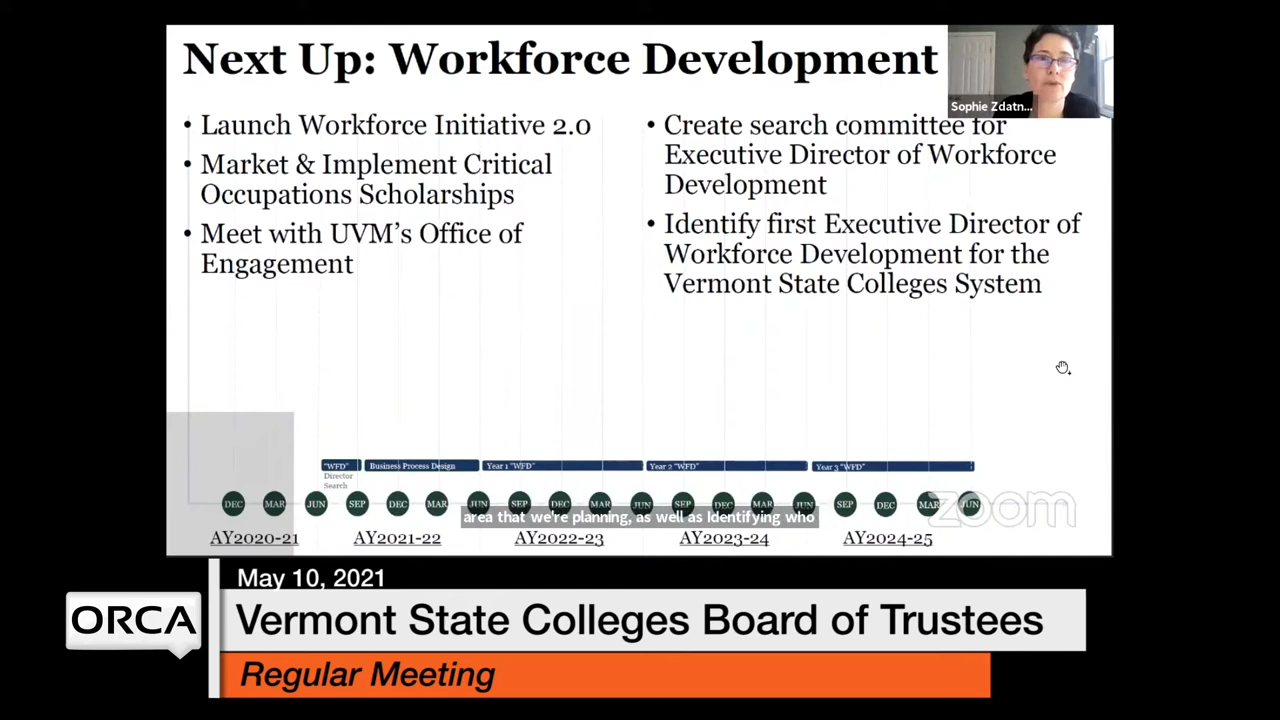 Next Up: Workforce Development
Sophie Zdatn...
• Launch Workforce Initiative 2.0
• Market & Implement Critical
Occupations Scholarships
• Meet with UVM's Office of
Engagement
• Create search committee for
Executive Director of Workforce
Development
• Identify first Executive Director of
Workforce Development for the
Vermont State Colleges System
"WFD" Business Process Design Year 1 "WFD" Year 2 "WFD" Year 3 "WFD"
Director
Search
DEC MAR JUN SEP DEC MAR JUN SEP DEC MAR JUN SEP DEC MAR JUN SEP DEC MAR JUN
zoom
area that we're planning, as well as identifying who
AY2020-21 AY2021-22 AY2022-23 AY2023-24 AY2024-25
May 10, 2021
ORCA
Vermont State Colleges Board of Trustees
Regular Meeting